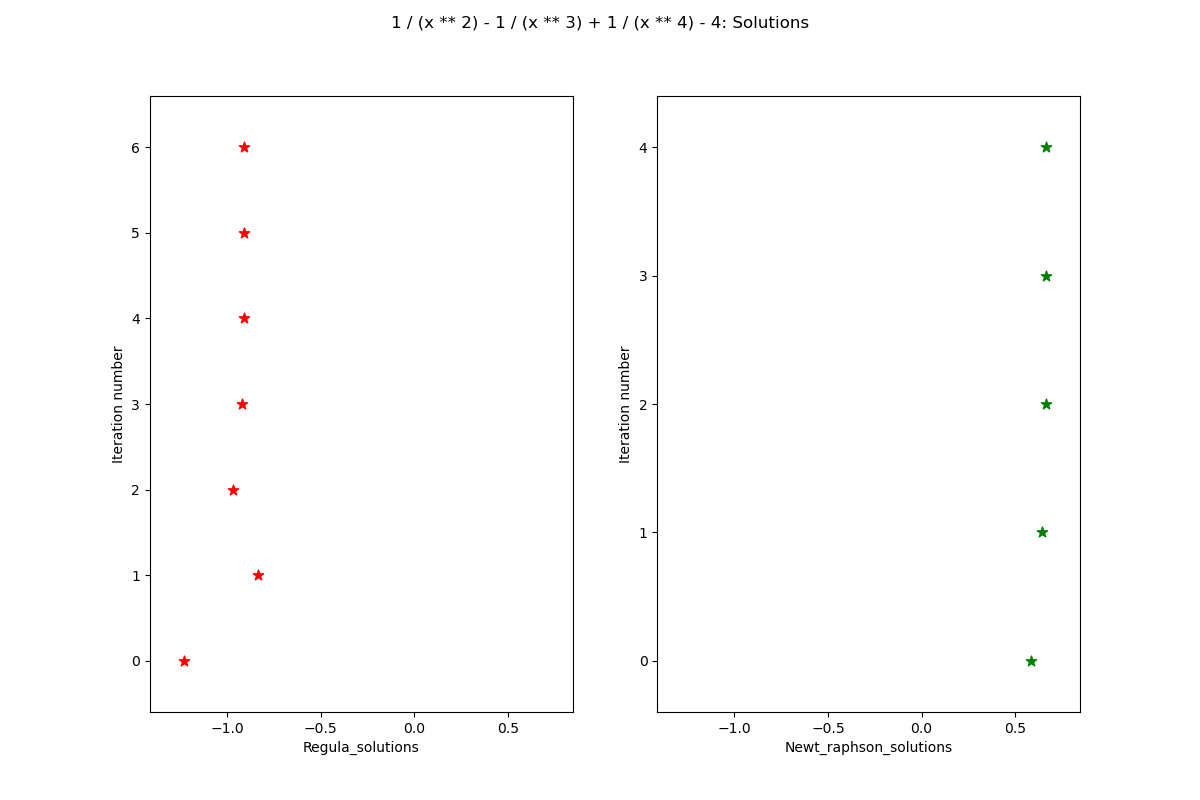 1 / (x ** 2) - 1 / (x ** 3) + 1 / (x ** 4) - 4: Solutions
Iteration number
6
5
4
3
2
1
0
−1.0 −0.5 0.0 0.5
Regula_solutions
Iteration number
4
3
2
1
0
−1.0 −0.5 0.0 0.5
Newt_raphson_solutions